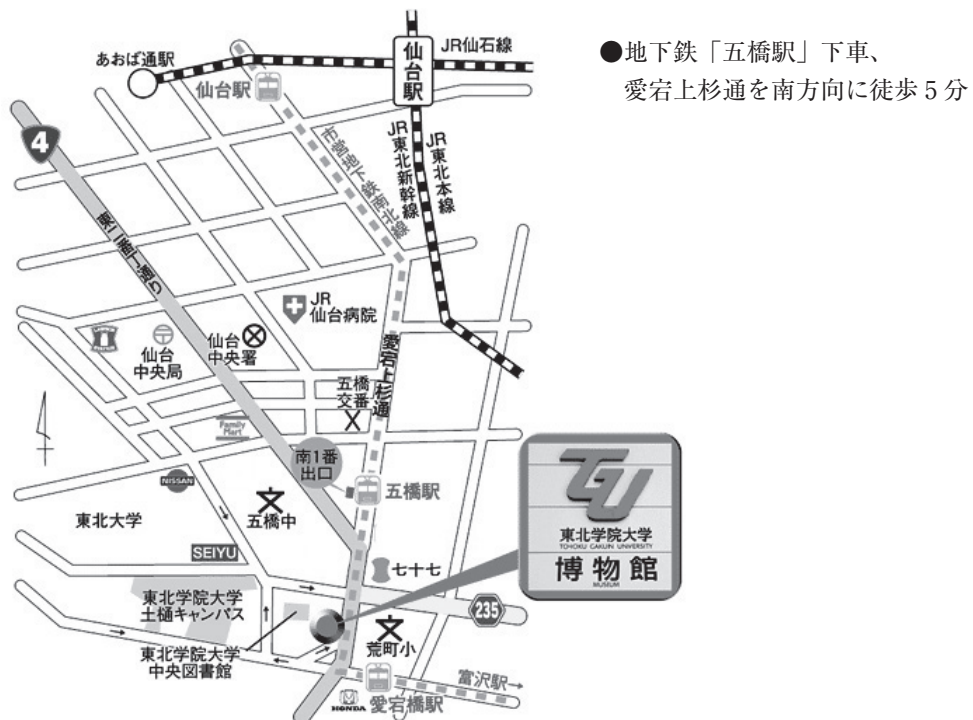 ●地下鉄「五橋駅」下車、
愛宕上杉通を南方向に徒歩5分
あおば通駅
JR仙石線
仙台駅
仙台駅
4
市営地下鉄南北線
JR東北新幹線
JR東北本線
東二番丁通り
JR
仙台病院
仙台
中央局
仙台
中央署
愛宕上杉通
五橋
交番
Family
Mart
南1番
出口
NISSAN
五橋駅
東北大学
五橋中
SEIYU
七十七
TGU
東北学院大学
TOHOKU GAKUIN UNIVERSITY
博物館
MUSEUM
東北学院大学
土樋キャンパス
235
東北学院大学
中央図書館
荒町小
富沢駅→
HONDA
愛宕橋駅